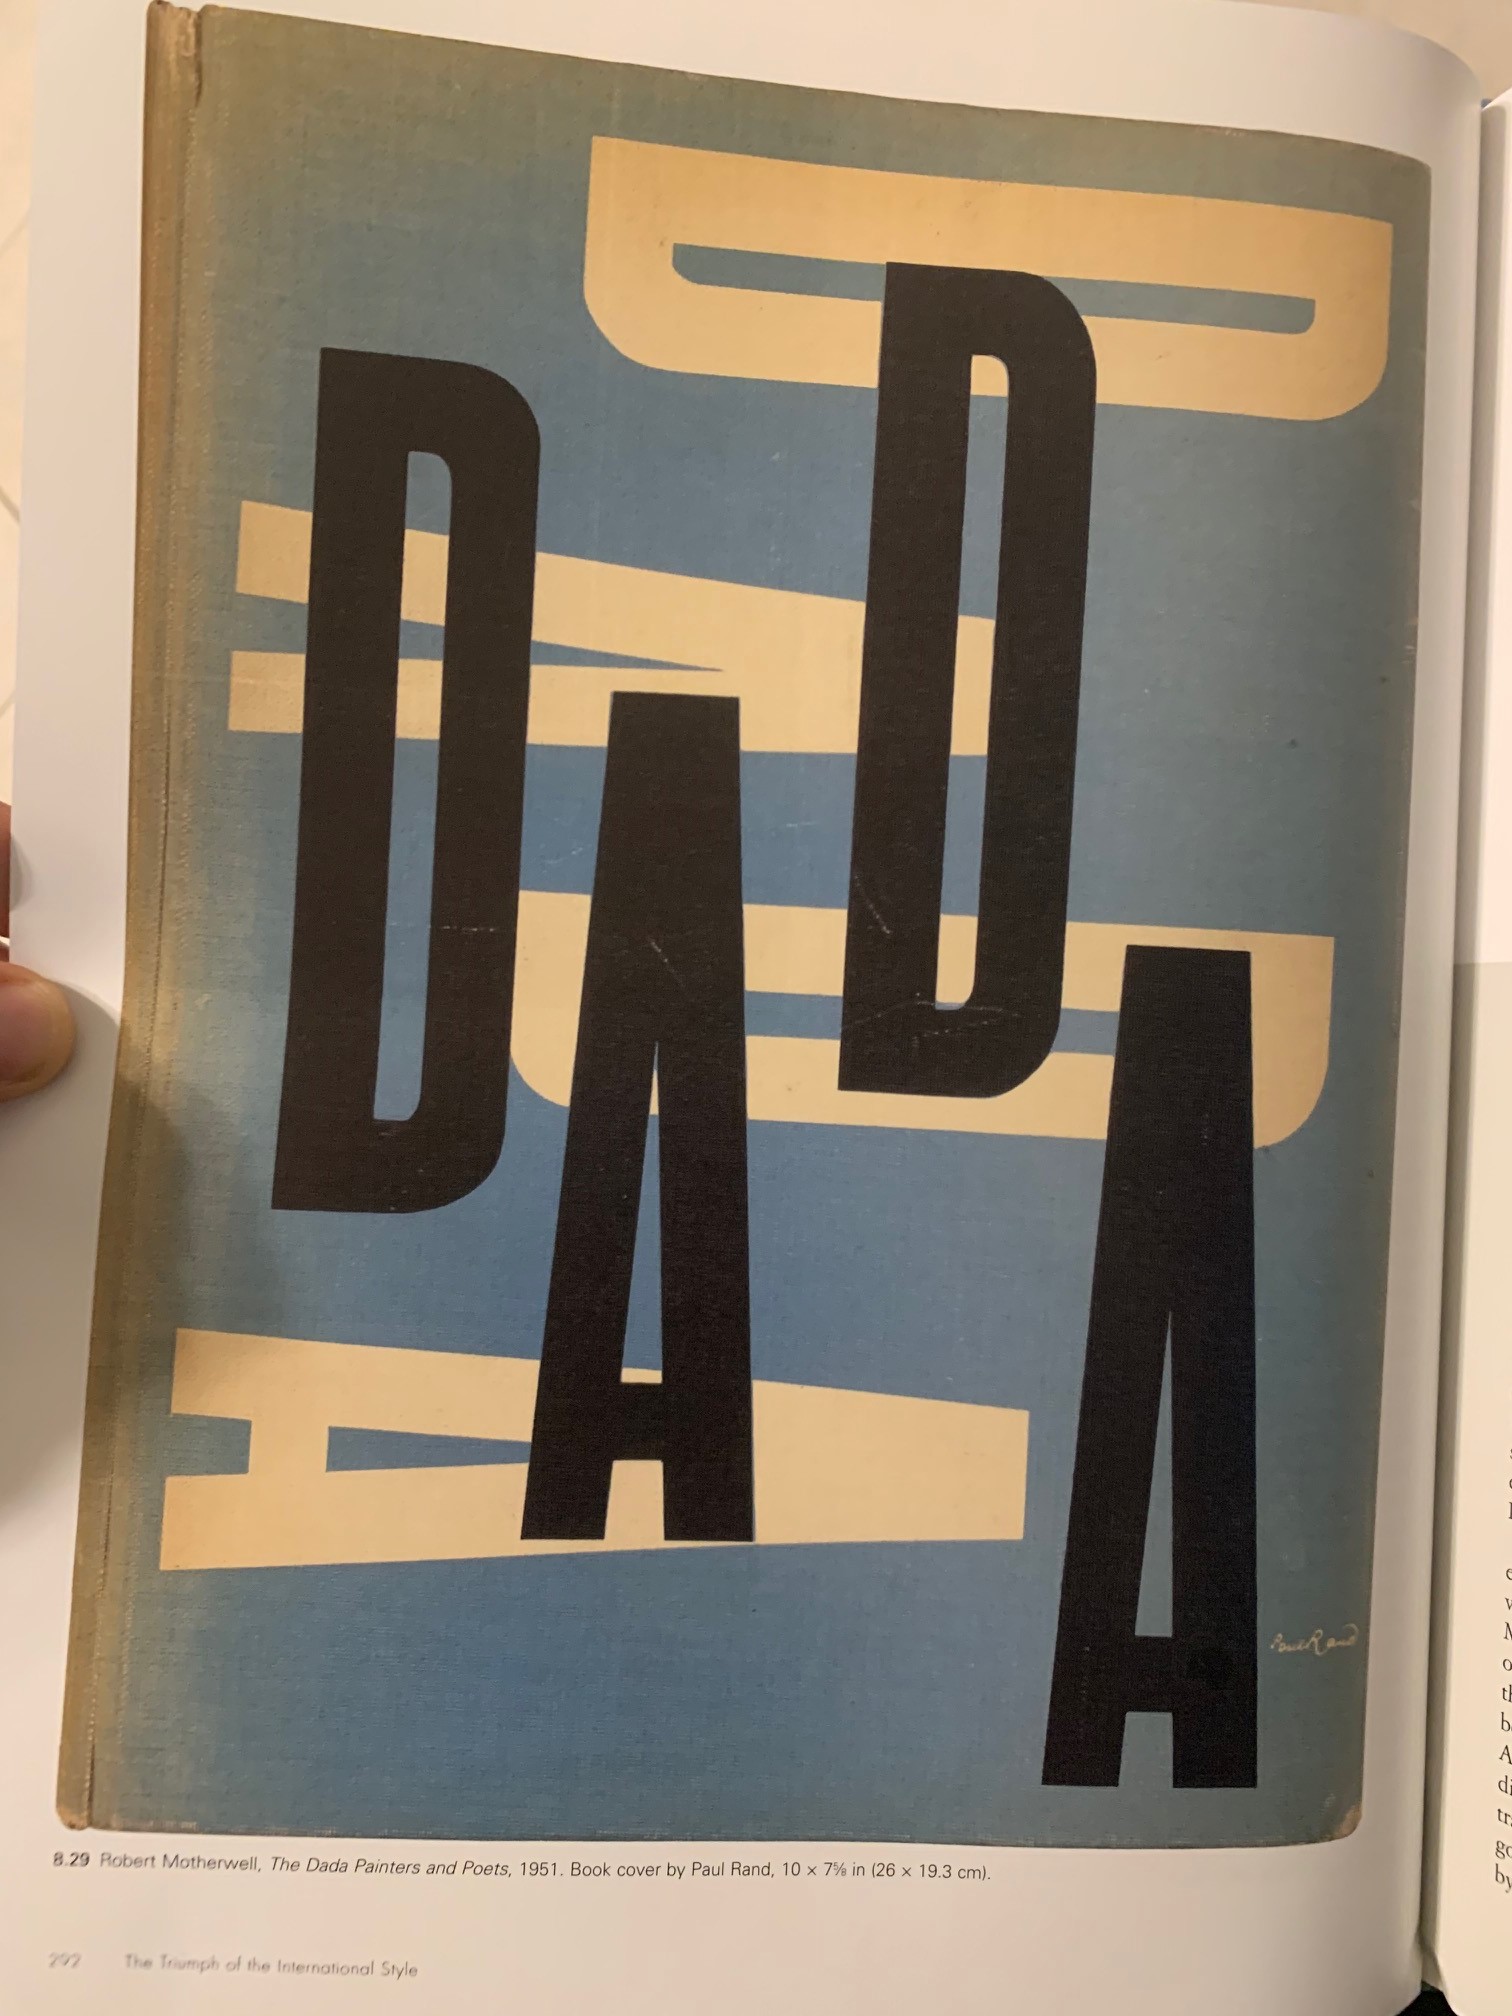 DADA
DADA
Paul Rand
8.29 Robert Motherwell, The Dada Painters and Poets, 1951. Book cover by Paul Rand, 10 × 7⅝ in (26 × 19.3 cm).
292 The Triumph of the International Style